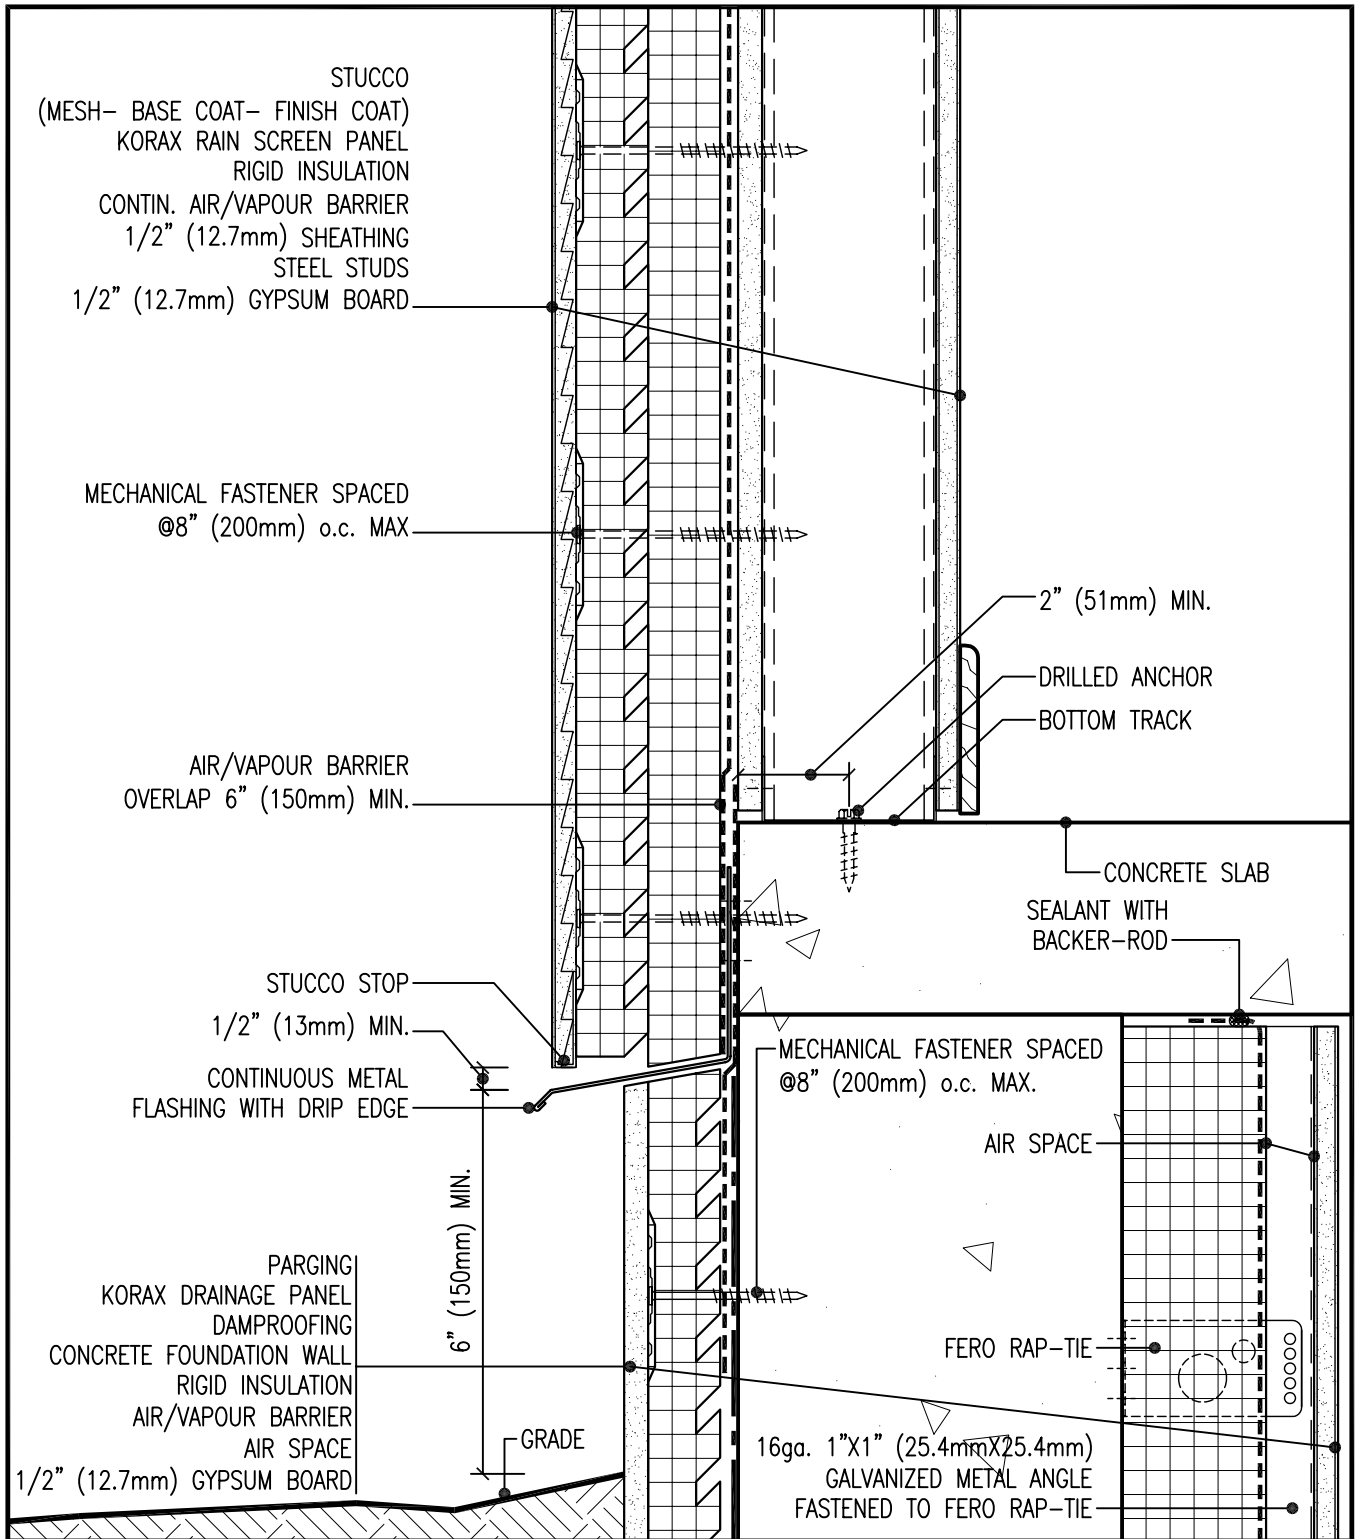 STUCCO
(MESH- BASE COAT- FINISH COAT)
KORAX RAIN SCREEN PANEL
RIGID INSULATION
CONTIN. AIR/VAPOUR BARRIER
1/2" (12.7mm) SHEATHING
STEEL STUDS
1/2" (12.7mm) GYPSUM BOARD
MECHANICAL FASTENER SPACED
@8" (200mm) o.c. MAX
2" (51mm) MIN.
DRILLED ANCHOR
BOTTOM TRACK
AIR/VAPOUR BARRIER
OVERLAP 6" (150mm) MIN.
CONCRETE SLAB
SEALANT WITH
BACKER-ROD
STUCCO STOP
1/2" (13mm) MIN.
CONTINUOUS METAL
FLASHING WITH DRIP EDGE
MECHANICAL FASTENER SPACED
@8" (200mm) o.c. MAX.
AIR SPACE
6" (150mm) MIN.
PARGING
KORAX DRAINAGE PANEL
DAMPROOFING
CONCRETE FOUNDATION WALL
RIGID INSULATION
AIR/VAPOUR BARRIER
AIR SPACE
1/2" (12.7mm) GYPSUM BOARD
GRADE
FERO RAP-TIE
16ga. 1"X1" (25.4mmX25.4mm)
GALVANIZED METAL ANGLE
FASTENED TO FERO RAP-TIE